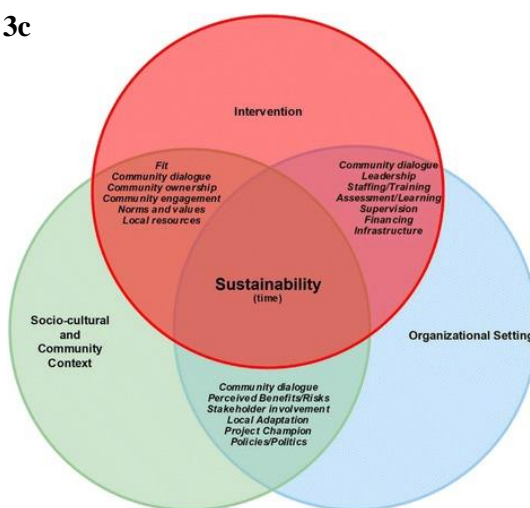 3c
Intervention
Fit
Community dialogue
Community ownership
Community engagement
Norms and values
Local resources
Community dialogue
Leadership
Staffing/Training
Assessment/Learning
Supervision
Financing
Infrastructure
Sustainability
(time)
Socio-cultural
and
Community
Context
Organizational Setting
Community dialogue
Perceived Benefits/Risks
Stakeholder involvement
Local Adaptation
Project Champion
Policies/Politics